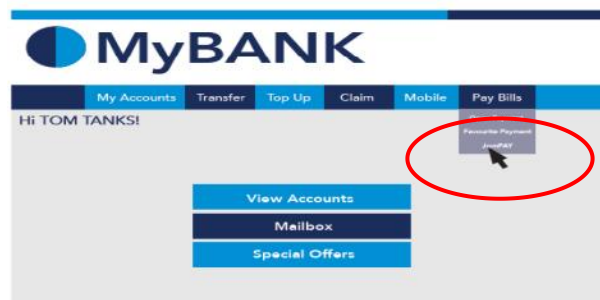 MyBANK
My Accounts Transfer Top Up Claim Mobile Pay Bills
Hi TOM TANKS!
Favourite Payment
JomPAY
View Accounts
Mailbox
Special Offers